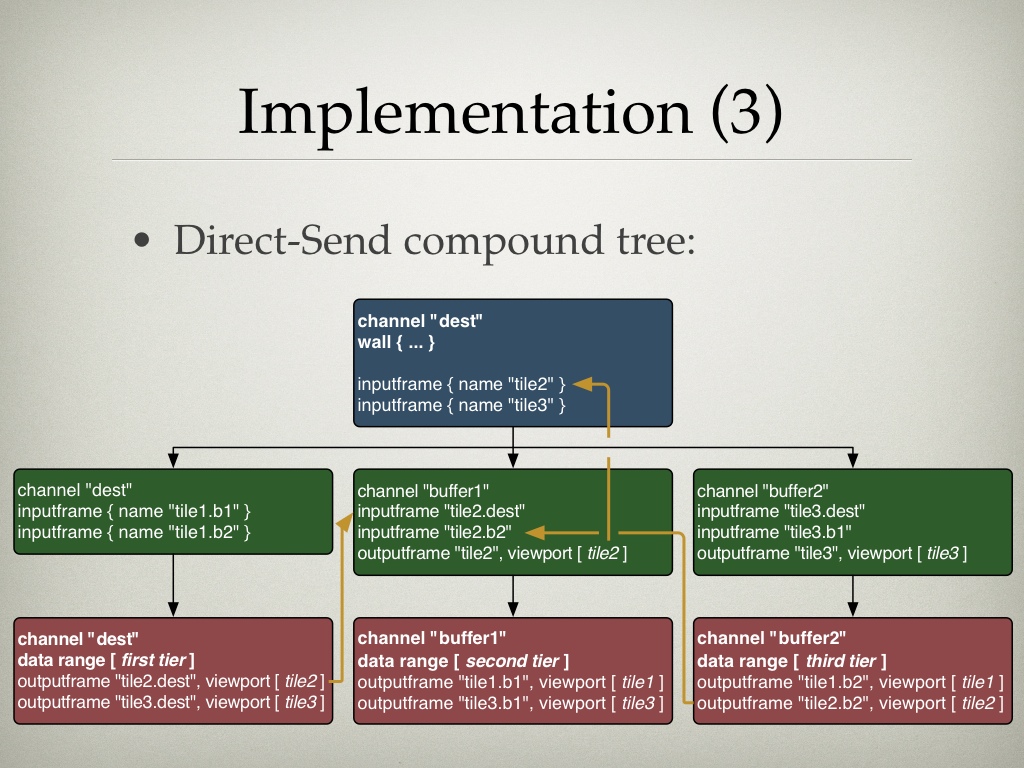 Implementation (3)
• Direct-Send compound tree:
channel "dest"
wall { ... }
inputframe { name "tile2" }
inputframe { name "tile3" }
channel "dest"
inputframe { name "tile1.b1" }
inputframe { name "tile1.b2" }
channel "buffer1"
inputframe "tile2.dest"
inputframe "tile2.b2"
outputframe "tile2", viewport [ tile2 ]
channel "buffer2"
inputframe "tile3.dest"
inputframe "tile3.b1"
outputframe "tile3", viewport [ tile3 ]
channel "dest"
data range [ first tier ]
outputframe "tile2.dest", viewport [ tile2 ]
outputframe "tile3.dest", viewport [ tile3 ]
channel "buffer1"
data range [ second tier ]
outputframe "tile1.b1", viewport [ tile1 ]
outputframe "tile3.b1", viewport [ tile3 ]
channel "buffer2"
data range [ third tier ]
outputframe "tile1.b2", viewport [ tile1 ]
outputframe "tile2.b2", viewport [ tile2 ]